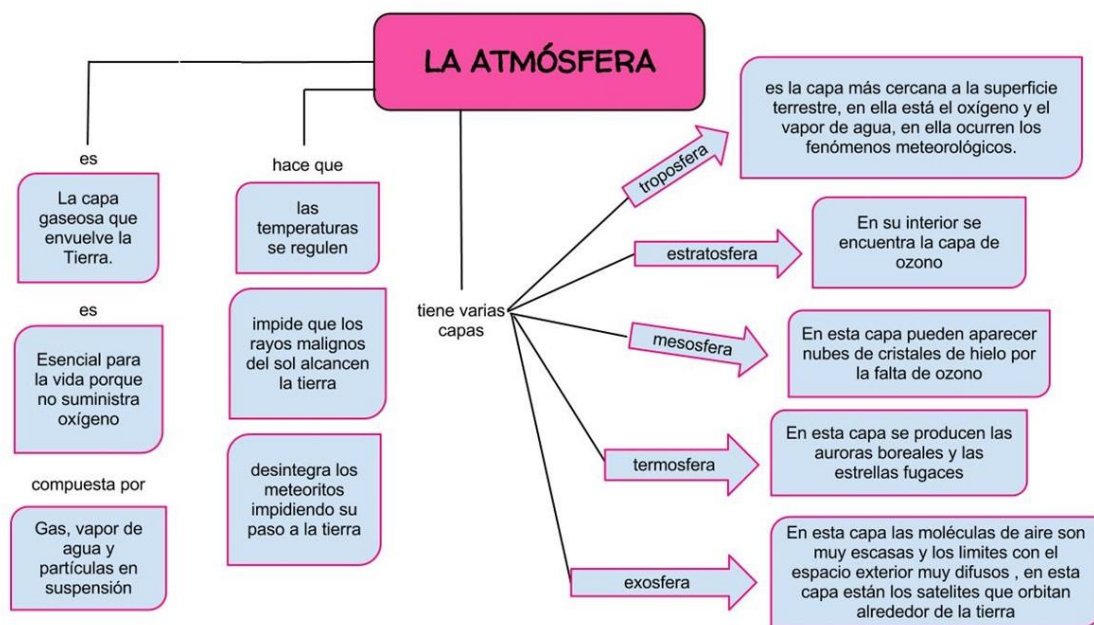 LA ATMÓSFERA
es
La capa
gaseosa que
envuelve la
Tierra.
es
Esencial para
la vida porque
no suministra
oxígeno
compuesta por
Gas, vapor de
agua y
partículas en
suspensión
hace que
las
temperaturas
se regulen
impide que los
rayos malignos
del sol alcancen
la tierra
desintegra los
meteoritos
impidiendo su
paso a la tierra
tiene varias
capas
troposfera
es la capa más cercana a la superficie
terrestre, en ella está el oxígeno y el
vapor de agua, en ella ocurren los
fenómenos meteorológicos.
estratosfera
En su interior se
encuentra la capa de
ozono
mesosfera
En esta capa pueden aparecer
nubes de cristales de hielo por
la falta de ozono
termosfera
En esta capa se producen las
auroras boreales y las
estrellas fugaces
exosfera
En esta capa las moléculas de aire son
muy escasas y los limites con el
espacio exterior muy difusos , en esta
capa están los satelites que orbitan
alrededor de la tierra